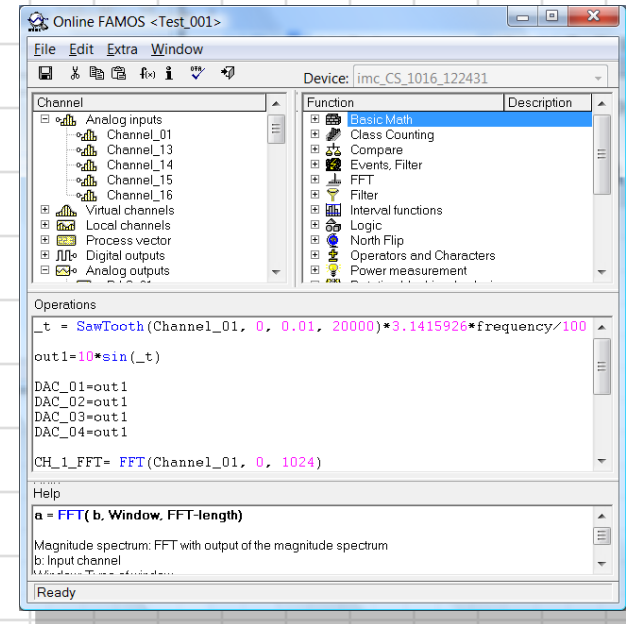 Online FAMOS <Test_001>
File Edit Extra Window
Device: imc_CS_1016_122431
Channel
Analog inputs
Channel_01
Channel_13
Channel_14
Channel_15
Channel_16
Virtual channels
Local channels
Process vector
Digital outputs
Analog outputs
Function Description
Basic Math
Class Counting
Compare
Events, Filter
FFT
Filter
Interval functions
Logic
North Flip
Operators and Characters
Power measurement
Operations
_t = SawTooth(Channel_01, 0, 0.01, 20000)*3.1415926*frequency/100
out1=10*sin(_t)
DAC_01=out1
DAC_02=out1
DAC_03=out1
DAC_04=out1
CH_1_FFT= FFT(Channel_01, 0, 1024)
Help
a = FFT( b, Window, FFT-length)
Magnitude spectrum: FFT with output of the magnitude spectrum
b: Input channel
Window: Type of window
Ready